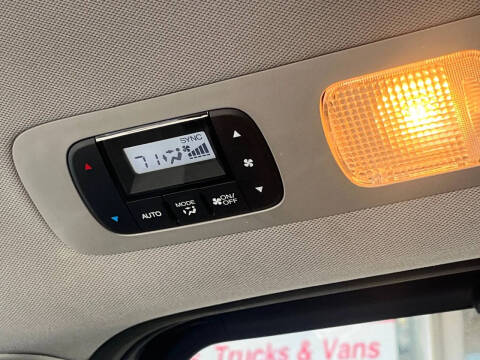 SYNC
71
AUTO
MODE
ON/
OFF
Trucks & Vans